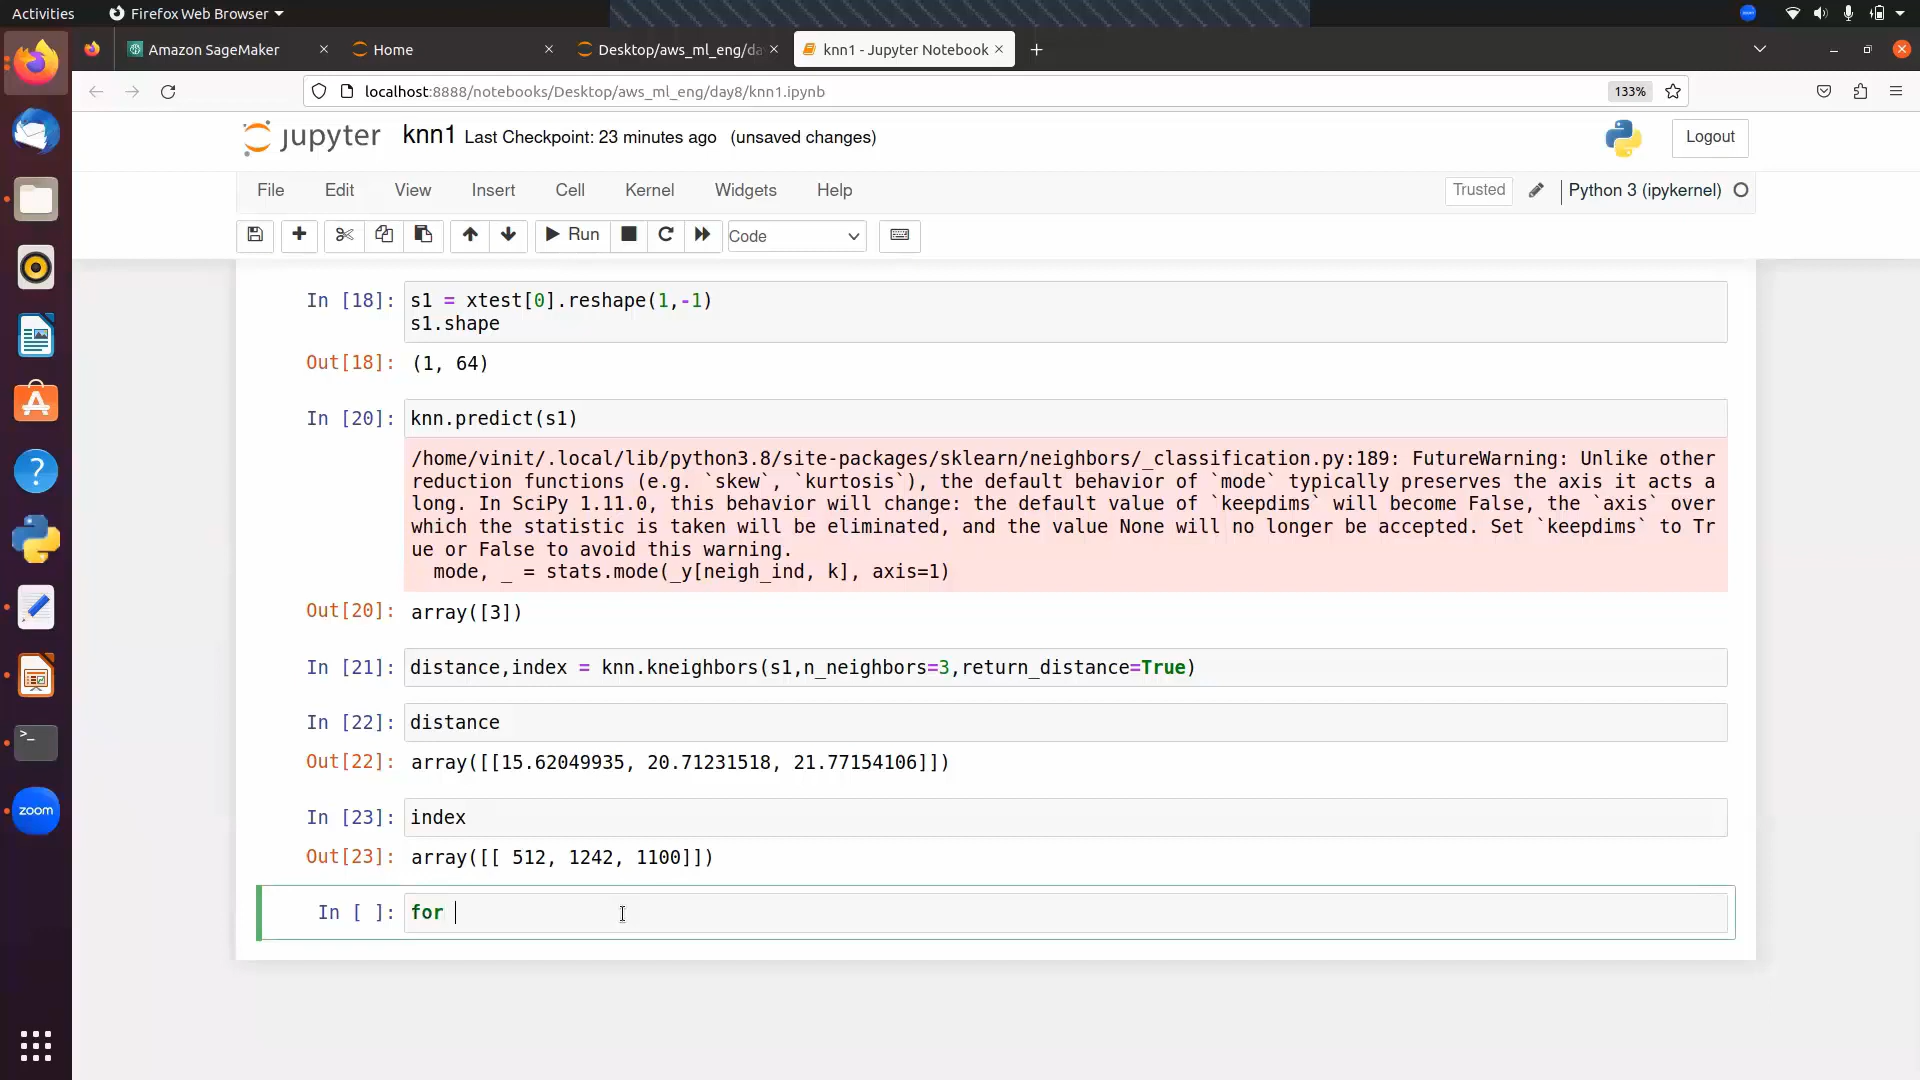 Activities
Firefox Web Browser
Amazon SageMaker
Home
Desktop/aws_ml_eng/da
knn1 - Jupyter Notebook
localhost:8888/notebooks/Desktop/aws_ml_eng/day8/knn1.ipynb
133%
jupyter knn1 Last Checkpoint: 23 minutes ago (unsaved changes)
Logout
File Edit View Insert Cell Kernel Widgets Help
Trusted
Python 3 (ipykernel)
Run
Code
In [18]: s1 = xtest[0].reshape(1,-1)
s1.shape
Out[18]: (1, 64)
In [20]: knn.predict(s1)
/home/vinit/.local/lib/python3.8/site-packages/sklearn/neighbors/_classification.py:189: FutureWarning: Unlike other
reduction functions (e.g. `skew`, `kurtosis`), the default behavior of `mode` typically preserves the axis it acts a
long. In SciPy 1.11.0, this behavior will change: the default value of `keepdims` will become False, the `axis` over
which the statistic is taken will be eliminated, and the value None will no longer be accepted. Set `keepdims` to Tr
ue or False to avoid this warning.
mode, _ = stats.mode(_y[neigh_ind, k], axis=1)
Out[20]: array([3])
In [21]: distance,index = knn.kneighbors(s1,n_neighbors=3,return_distance=True)
In [22]: distance
Out[22]: array([[15.62049935, 20.71231518, 21.77154106]])
In [23]: index
Out[23]: array([[ 512, 1242, 1100]])
In [ ]: for
zoom